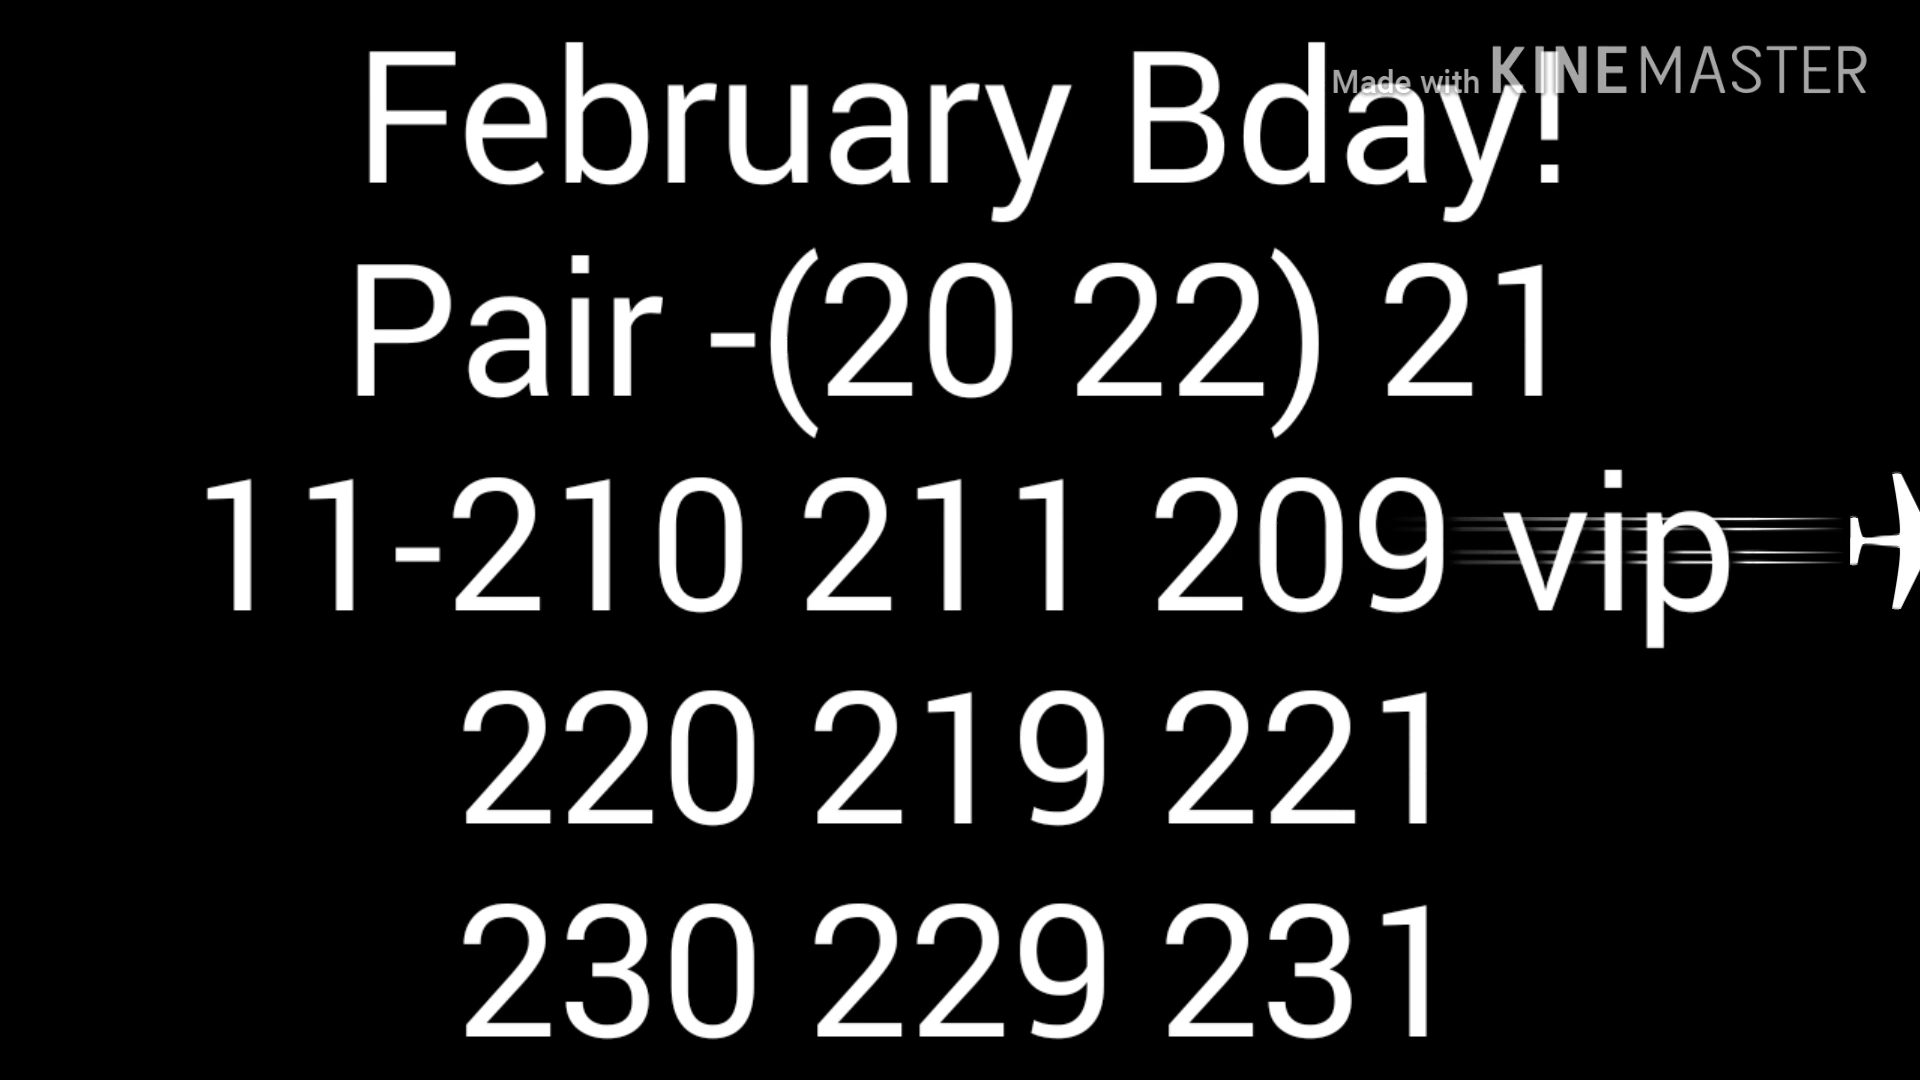 February Bday!
Made with KINEMASTER
Pair -(20 22) 21
11-210 211 209 vip
220 219 221
230 229 231